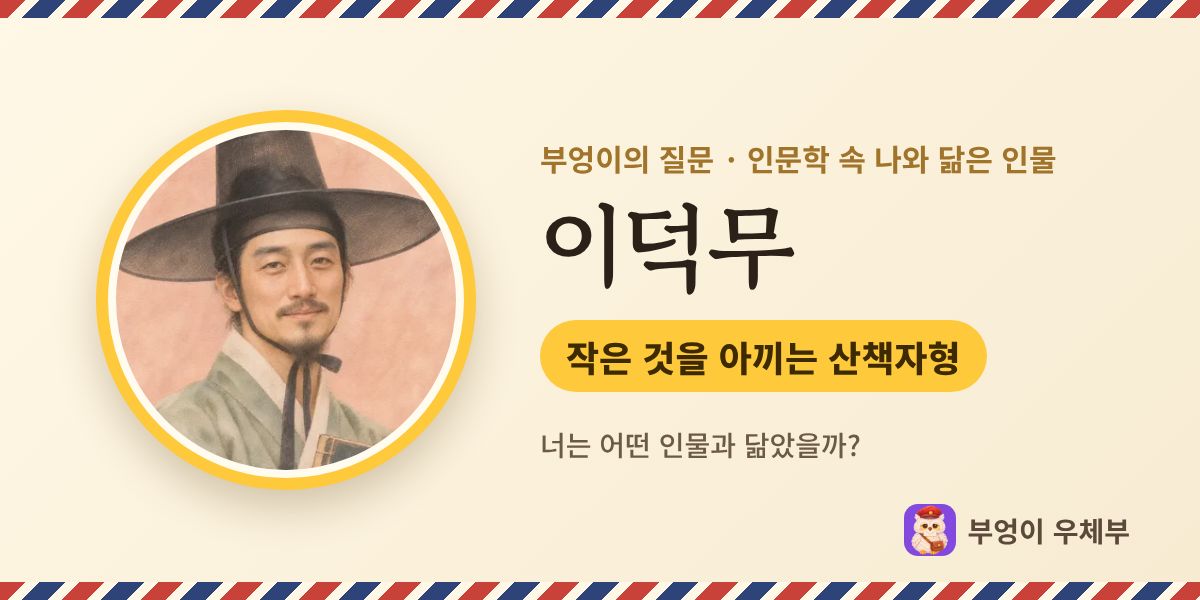 부엉이의 질문 · 인문학 속 나와 닮은 인물
이덕무
작은 것을 아끼는 산책자형
너는 어떤 인물과 닮았을까?
부엉이 우체부